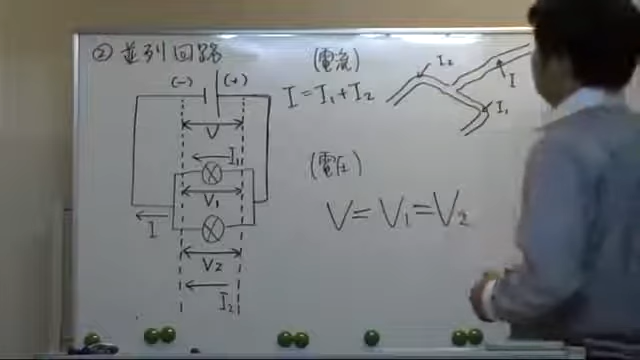 ② 並列回路
(-) (+)
V
I₁
V₁
I
V₂
I₂
(電流)
I = I₁ + I₂
I₂
I
I₁
(電圧)
V = V₁ = V₂